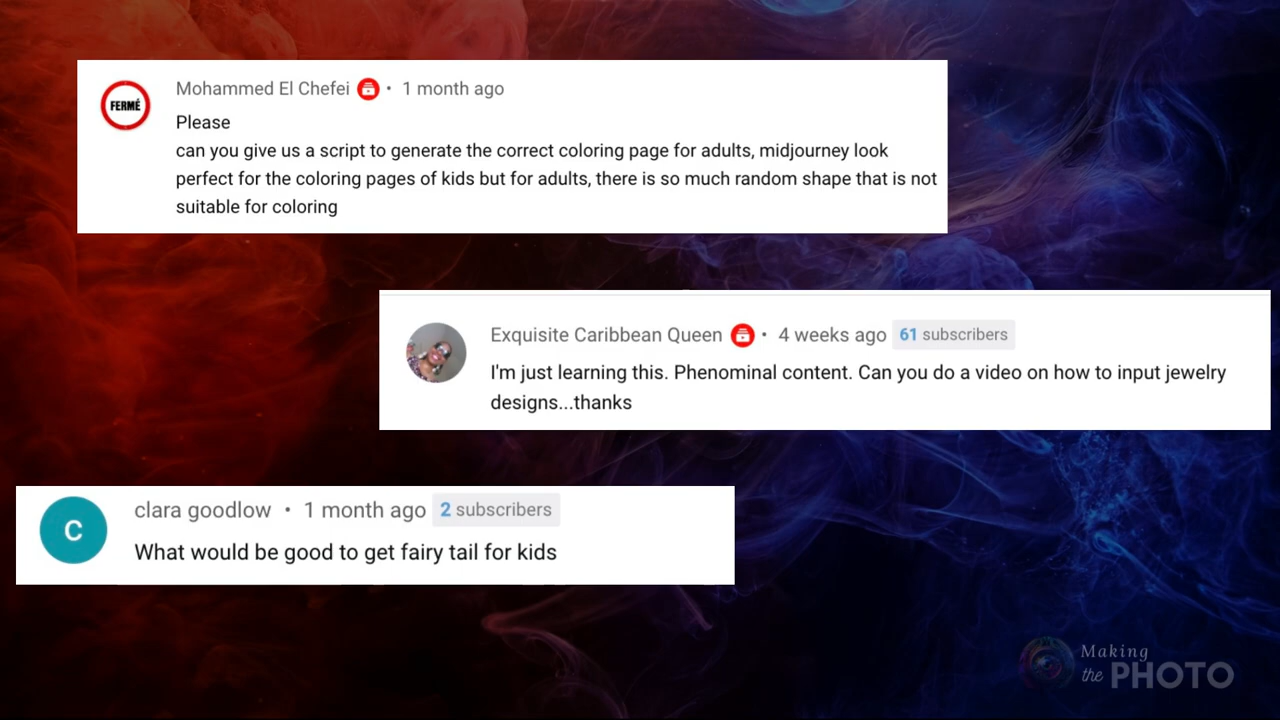 FERMÉ
Mohammed El Chefei • 1 month ago
Please
can you give us a script to generate the correct coloring page for adults, midjourney look
perfect for the coloring pages of kids but for adults, there is so much random shape that is not
suitable for coloring
Exquisite Caribbean Queen • 4 weeks ago 61 subscribers
I'm just learning this. Phenominal content. Can you do a video on how to input jewelry
designs...thanks
C
clara goodlow • 1 month ago 2 subscribers
What would be good to get fairy tail for kids
Making
the PHOTO